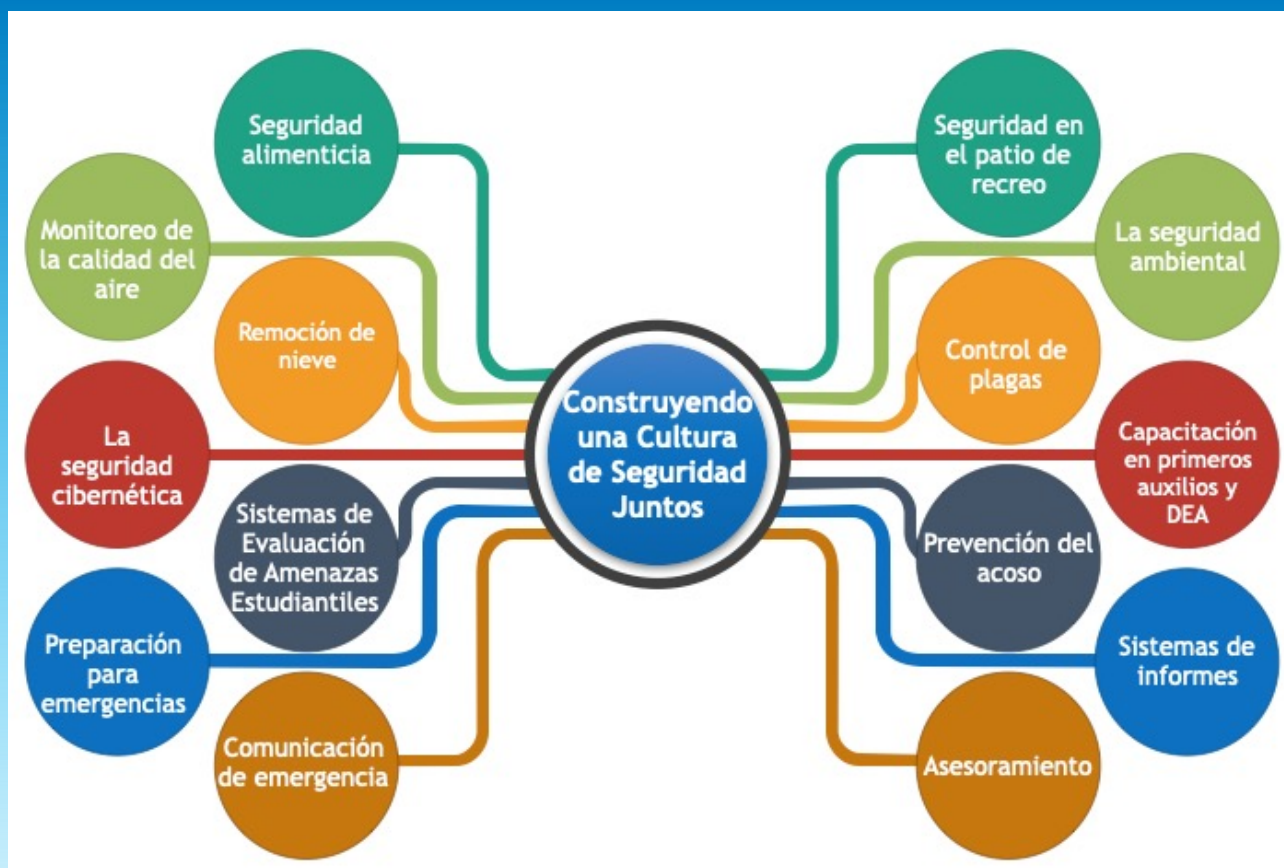 Seguridad
alimenticia
Monitoreo de
la calidad del
aire
Remoción de
nieve
La
seguridad
cibernética
Sistemas de
Evaluación
de Amenazas
Estudiantiles
Preparación
para
emergencias
Comunicación
de emergencia
Construyendo
una Cultura
de Seguridad
Juntos
Seguridad en
el patio de
recreo
La seguridad
ambiental
Control de
plagas
Capacitación
en primeros
auxilios y
DEA
Prevención del
acoso
Sistemas de
informes
Asesoramiento